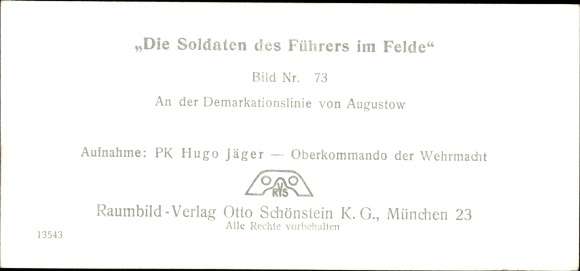 „Die Soldaten des Führers im Felde“
Bild Nr. 73
An der Demarkationslinie von Augustow
Aufnahme: PK Hugo Jäger — Oberkommando der Wehrmacht
RVS
Raumbild-Verlag Otto Schönstein K. G., München 23
Alle Rechte vorbehalten
13543